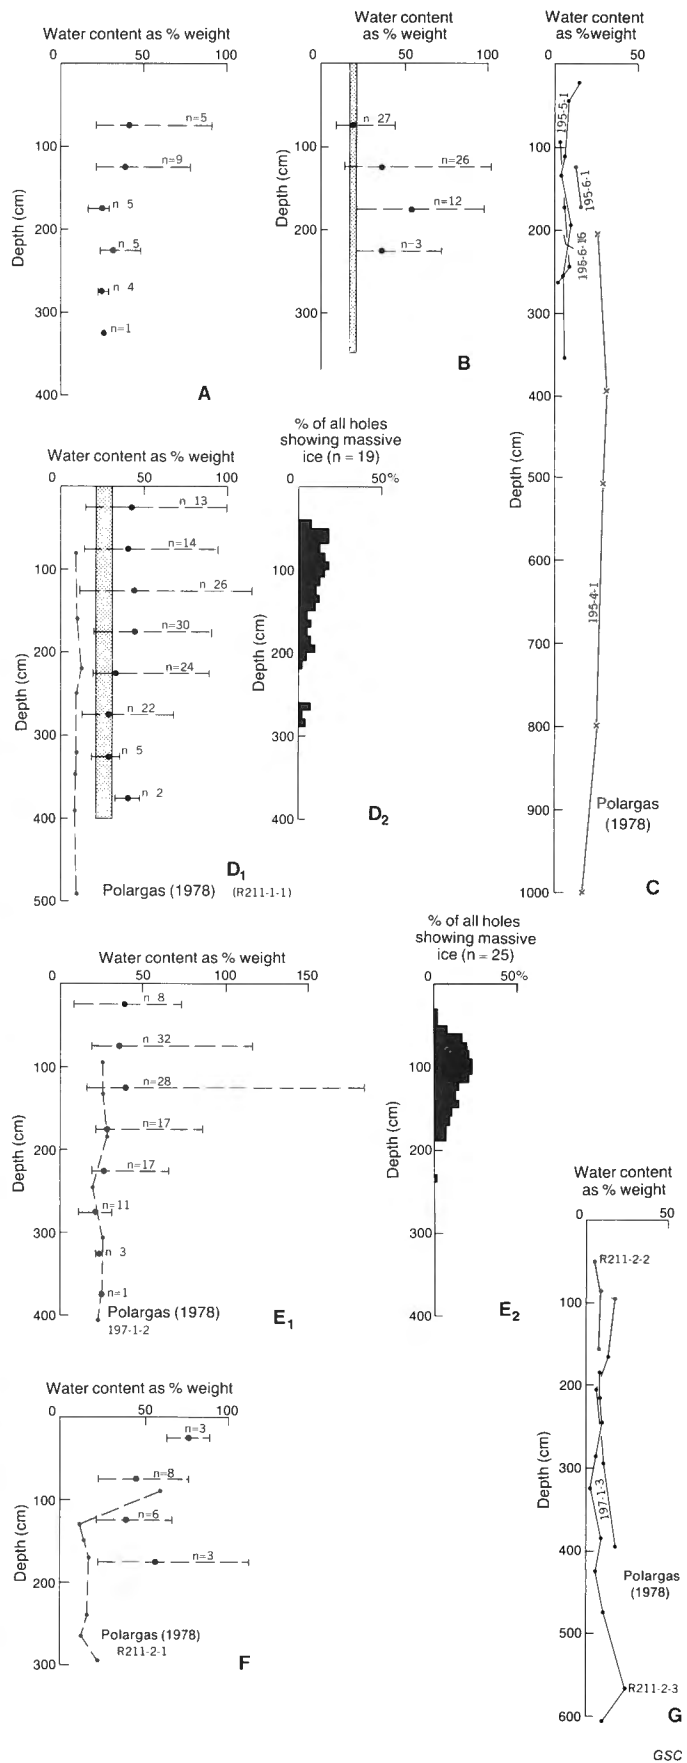 Water content as % weight
0 50 100
n=5
n=9
n 5
n 5
n 4
n=1
100
200
300
400
Depth (cm)
A
Water content
as % weight
0 50 100
n 27
n=26
n=12
n=3
100
200
300
Depth (cm)
B
Water content
as %weight
0 50
195-5-1
195-6-1
195-4-1
100
200
300
400
500
600
700
800
900
1000
Depth (cm)
Polargas
(1978)
C
Water content as % weight
0 50 100
n 13
n=14
n 26
n=30
n=24
n 22
n 5
n 2
100
200
300
400
500
Depth (cm)
D1
Polargas (1978) (R211-1-1)
% of all holes
showing massive
ice (n = 19)
0 50%
100
200
300
400
Depth (cm)
D2
Water content as % weight
0 50 100 150
n 8
n=32
n=28
n=17
n=17
n=11
n 3
n=1
100
200
300
400
Depth (cm)
Polargas (1978)
197-1-2
E1
% of all holes
showing massive
ice (n = 25)
0 50%
100
200
300
400
Depth (cm)
E2
Water content as % weight
0 50 100
n=3
n=8
n=6
n=3
100
200
300
Depth (cm)
Polargas (1978)
R211-2-1
F
Water content
as % weight
0 50
R211-2-2
197-1-3
100
200
300
400
500
600
Depth (cm)
Polargas
(1978)
R211-2-3
G
GSC